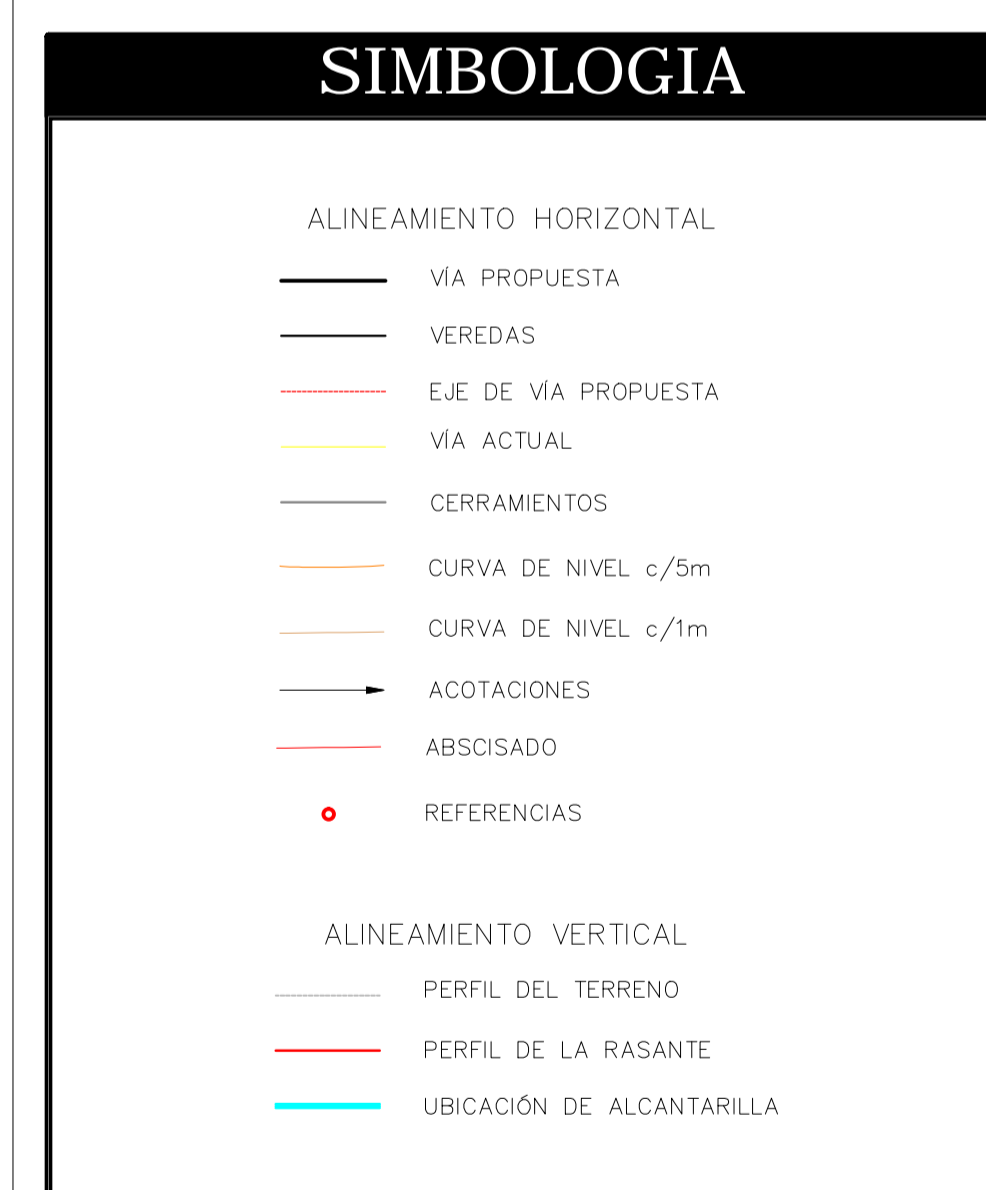 SIMBOLOGIA
ALINEAMIENTO HORIZONTAL
VÍA PROPUESTA
VEREDAS
EJE DE VÍA PROPUESTA
VÍA ACTUAL
CERRAMIENTOS
CURVA DE NIVEL c/5m
CURVA DE NIVEL c/1m
ACOTACIONES
ABSCISADO
REFERENCIAS
ALINEAMIENTO VERTICAL
PERFIL DEL TERRENO
PERFIL DE LA RASANTE
UBICACIÓN DE ALCANTARILLA